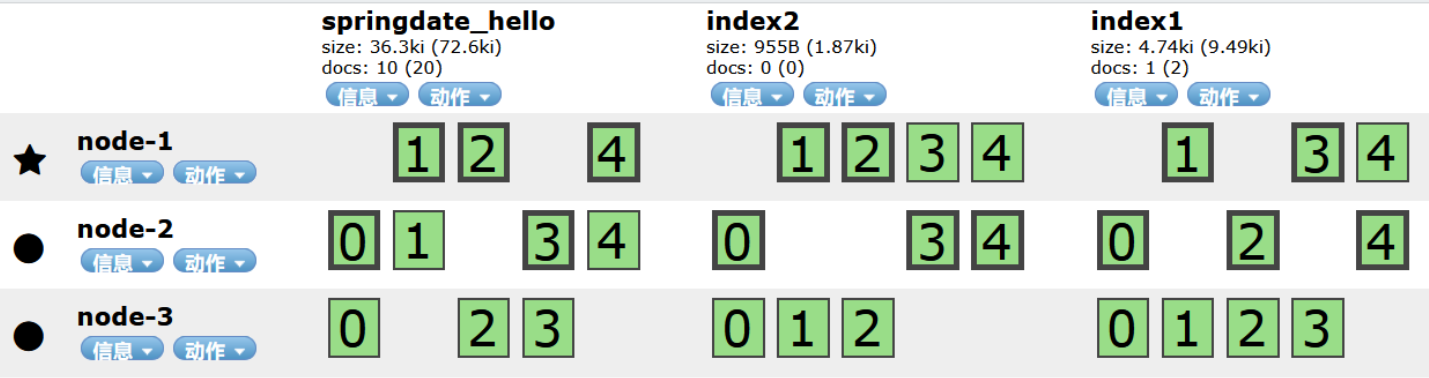 springdate_hello index2 index1
size: 36.3ki (72.6ki) size: 955B (1.87ki) size: 4.74ki (9.49ki)
docs: 10 (20) docs: 0 (0) docs: 1 (2)
信息 动作 信息 动作 信息 动作
node-1 1 2 4 1 2 3 4 1 3 4
信息 动作
node-2 0 1 3 4 0 3 4 0 2 4
信息 动作
node-3 0 2 3 0 1 2 0 1 2 3
信息 动作